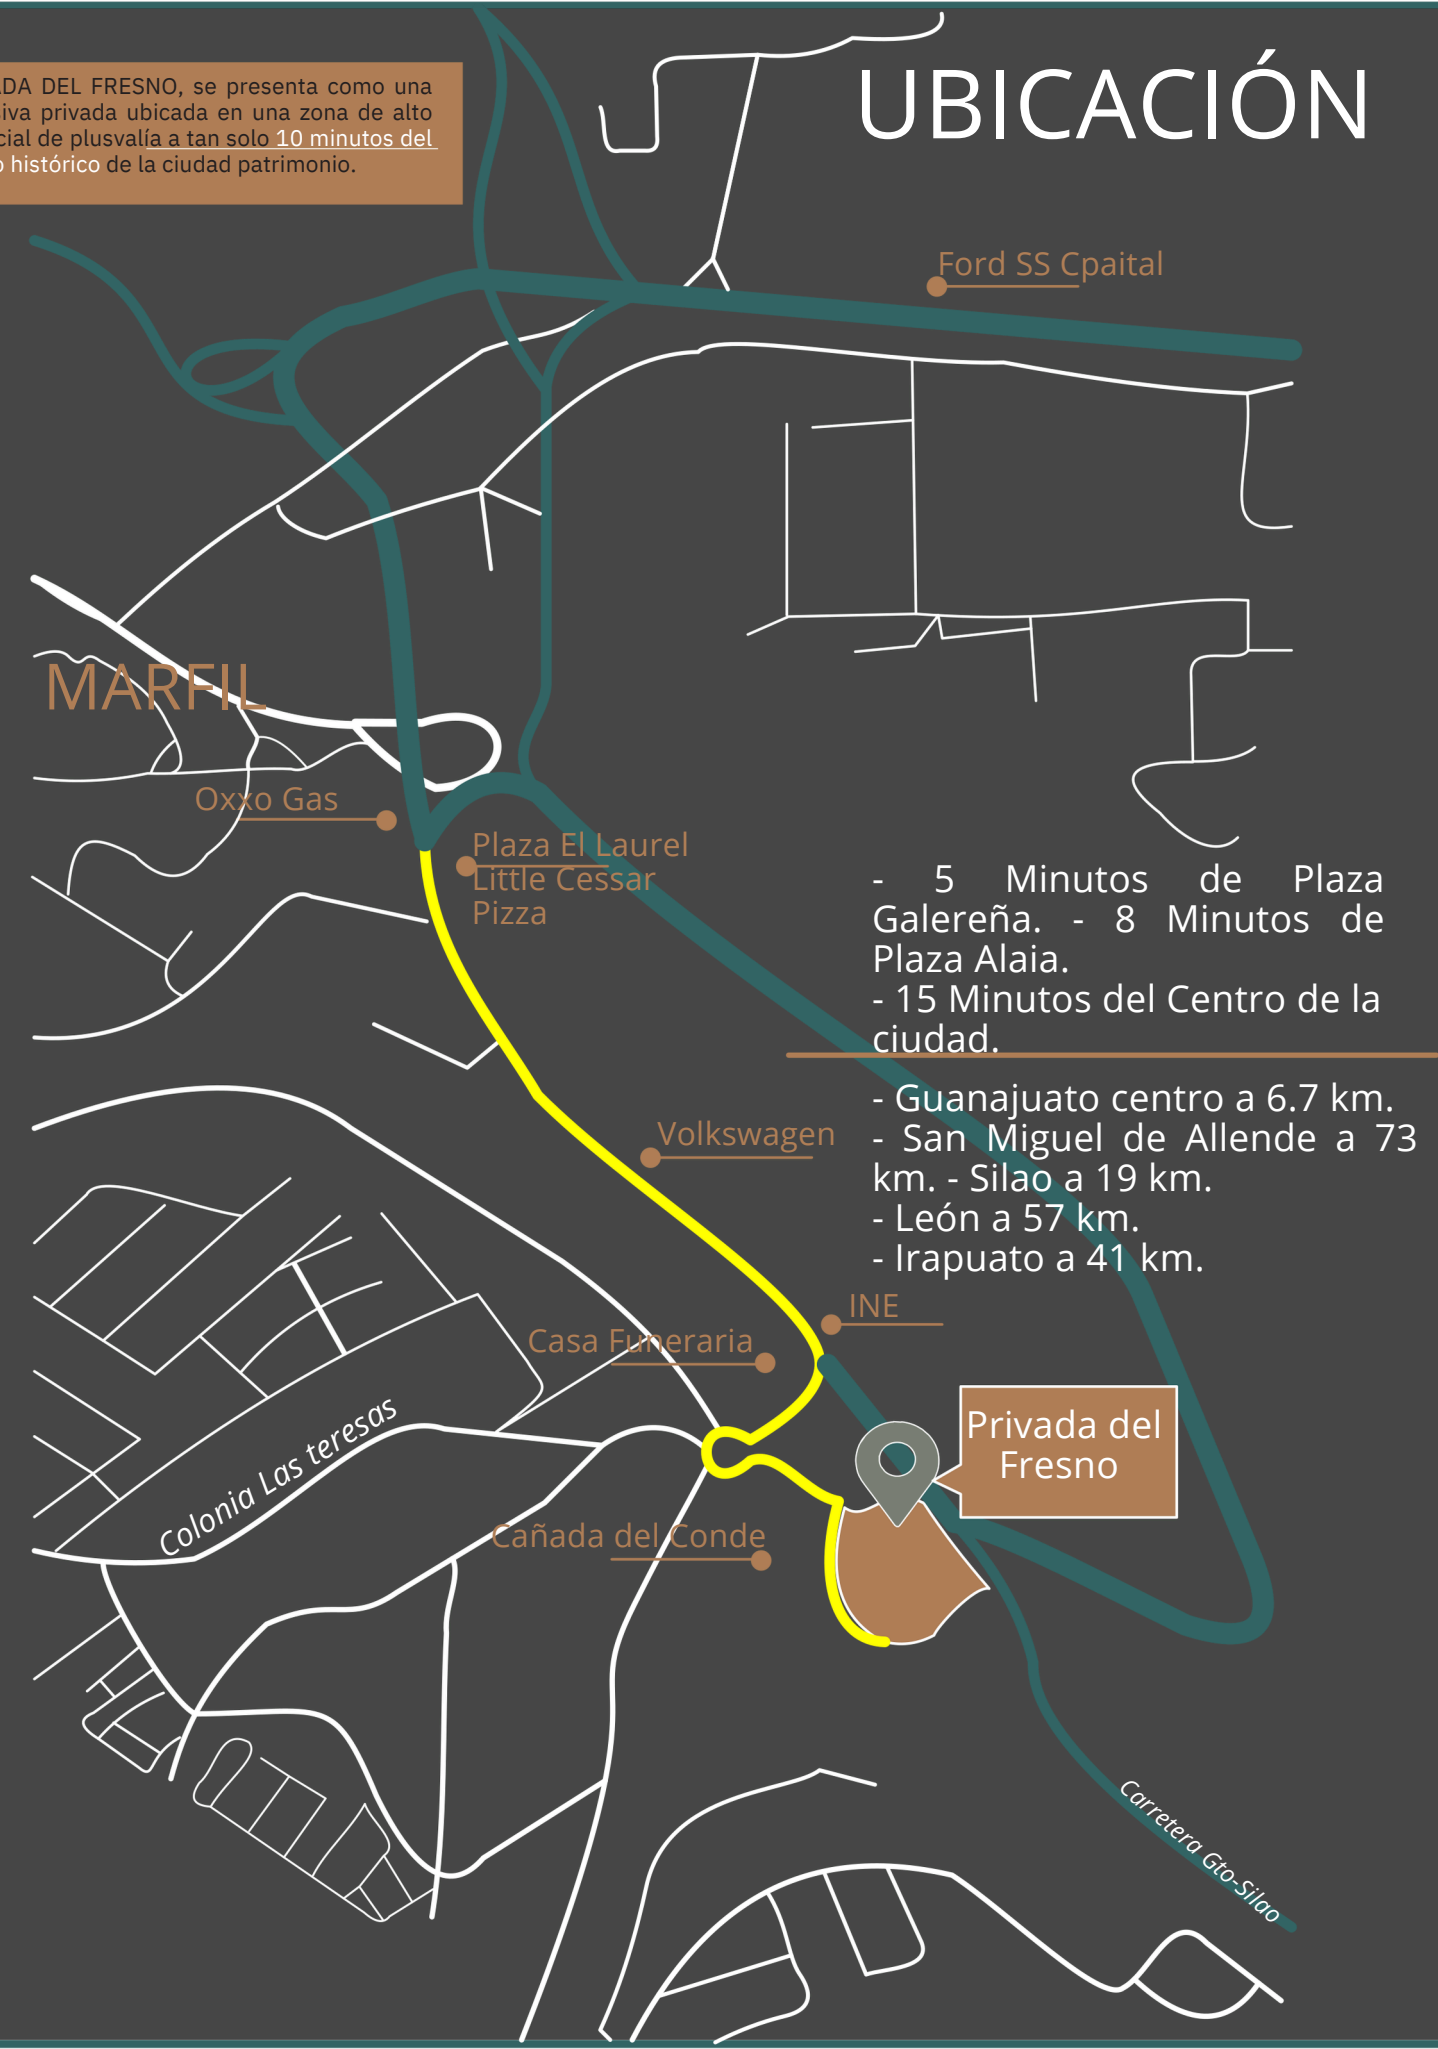 UBICACIÓN
ADA DEL FRESNO, se presenta como una
siva privada ubicada en una zona de alto
cial de plusvalía a tan solo 10 minutos del
o histórico de la ciudad patrimonio.
Ford SS Cpaital
MARFIL
Oxxo Gas
Plaza El Laurel
Little Cessar
Pizza
- 5 Minutos de Plaza
Galereña. - 8 Minutos de
Plaza Alaia.
- 15 Minutos del Centro de la
ciudad.
- Guanajuato centro a 6.7 km.
- San Miguel de Allende a 73
km. - Silao a 19 km.
- León a 57 km.
- Irapuato a 41 km.
Volkswagen
INE
Casa Funeraria
Privada del
Fresno
Colonia Las teresas
Cañada del Conde
Carretera Gto-Silao